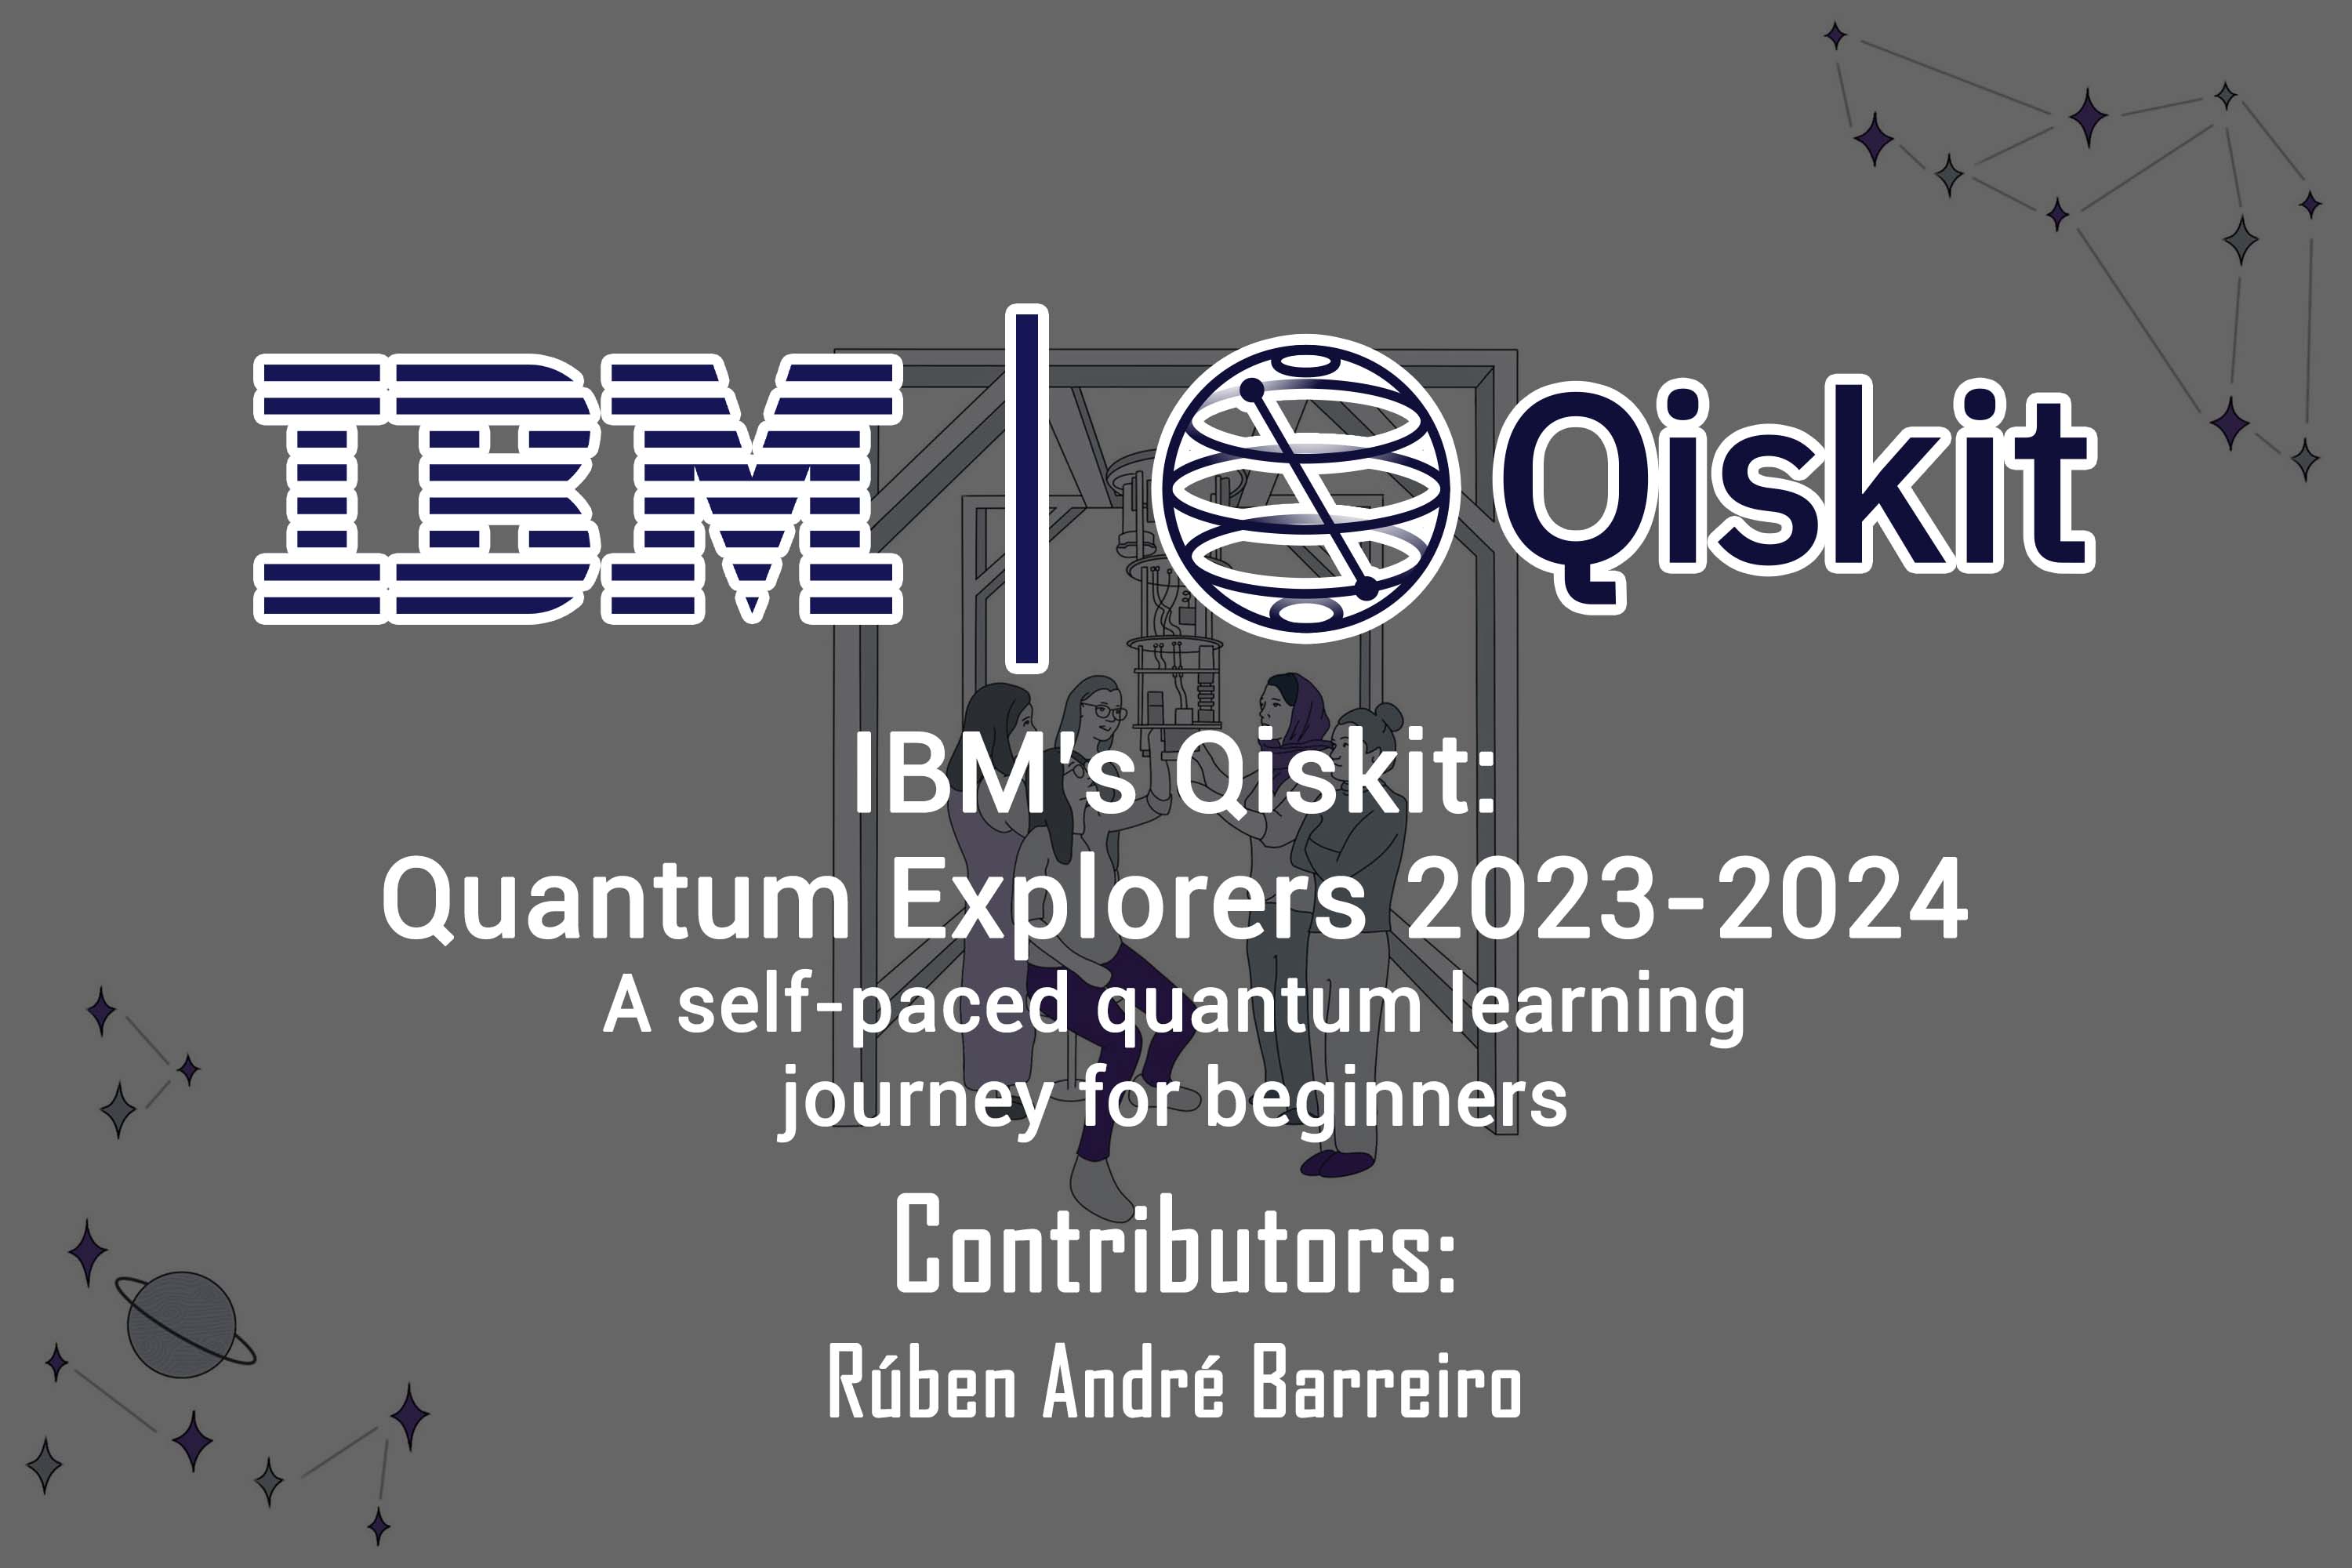 IBM | Qiskit
IBM's Qiskit:
Quantum Explorers 2023-2024
A self-paced quantum learning
journey for beginners
Contributors:
Rúben André Barreiro